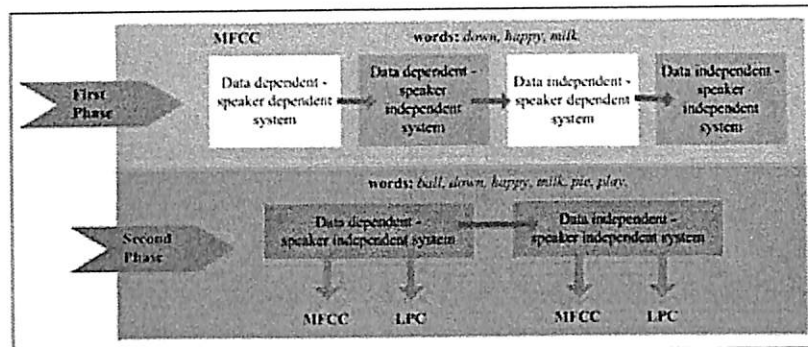 MFCC words: down, happy, milk.
First
Phase
Data dependent -
speaker dependent
system
Data dependent -
speaker
independent
system
Data independent -
speaker dependent
system
Data independent -
speaker
independent
system
words: ball, down, happy, milk, pie, play.
Second
Phase
Data dependent -
speaker independent system
Data independent -
speaker independent system
MFCC LPC MFCC LPC